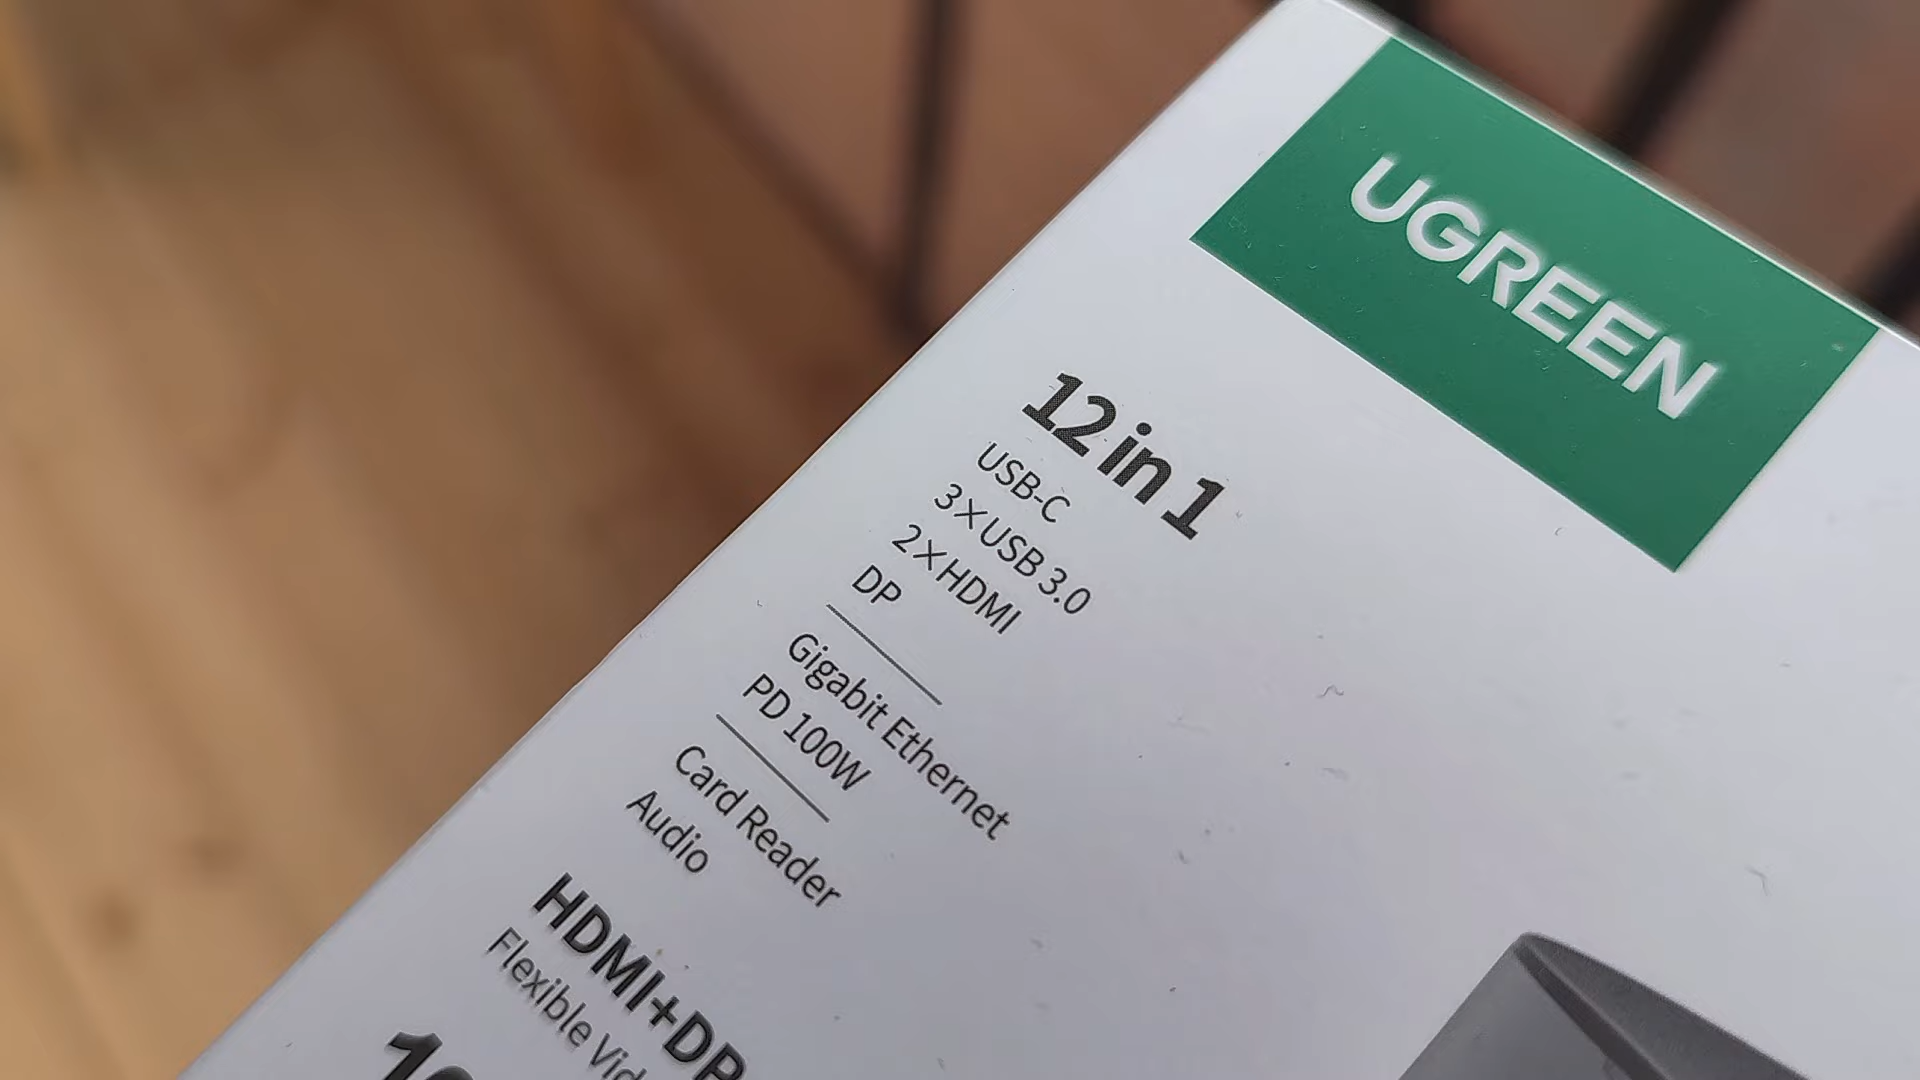 UGREEN
12 in 1
USB-C
3×USB 3.0
2×HDMI
DP
Gigabit Ethernet
PD 100W
Card Reader
Audio
HDMI+DP
Flexible